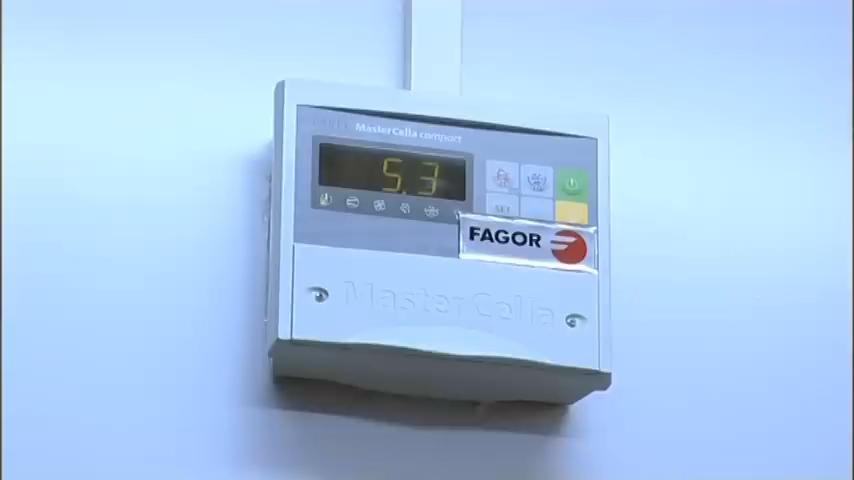 MasterCella compact
5.3
SET
FAGOR
MasterCella